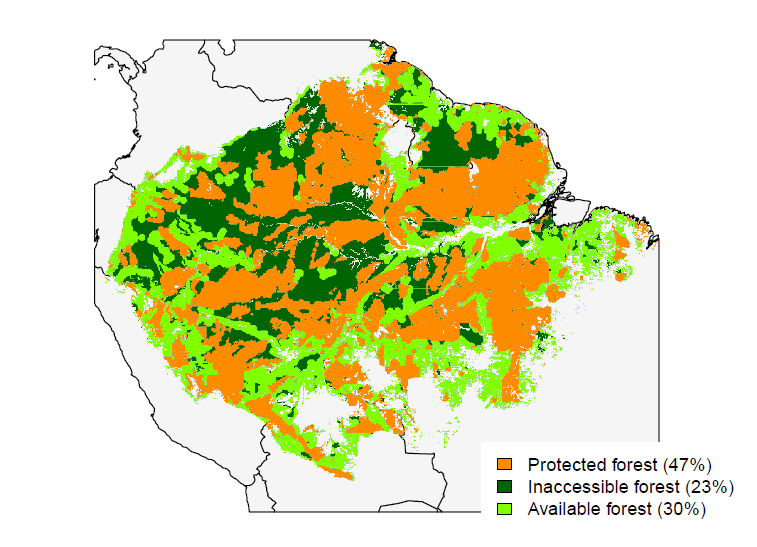 Protected forest (47%)
Inaccessible forest (23%)
Available forest (30%)